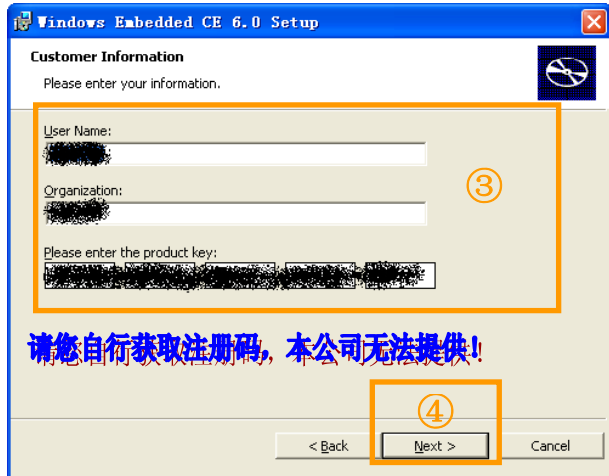 Windows Embedded CE 6.0 Setup
Customer Information
Please enter your information.
User Name:
③
Organization:
Please enter the product key:
请您自行获取注册码，本公司无法提供！
④
< Back
Next >
Cancel